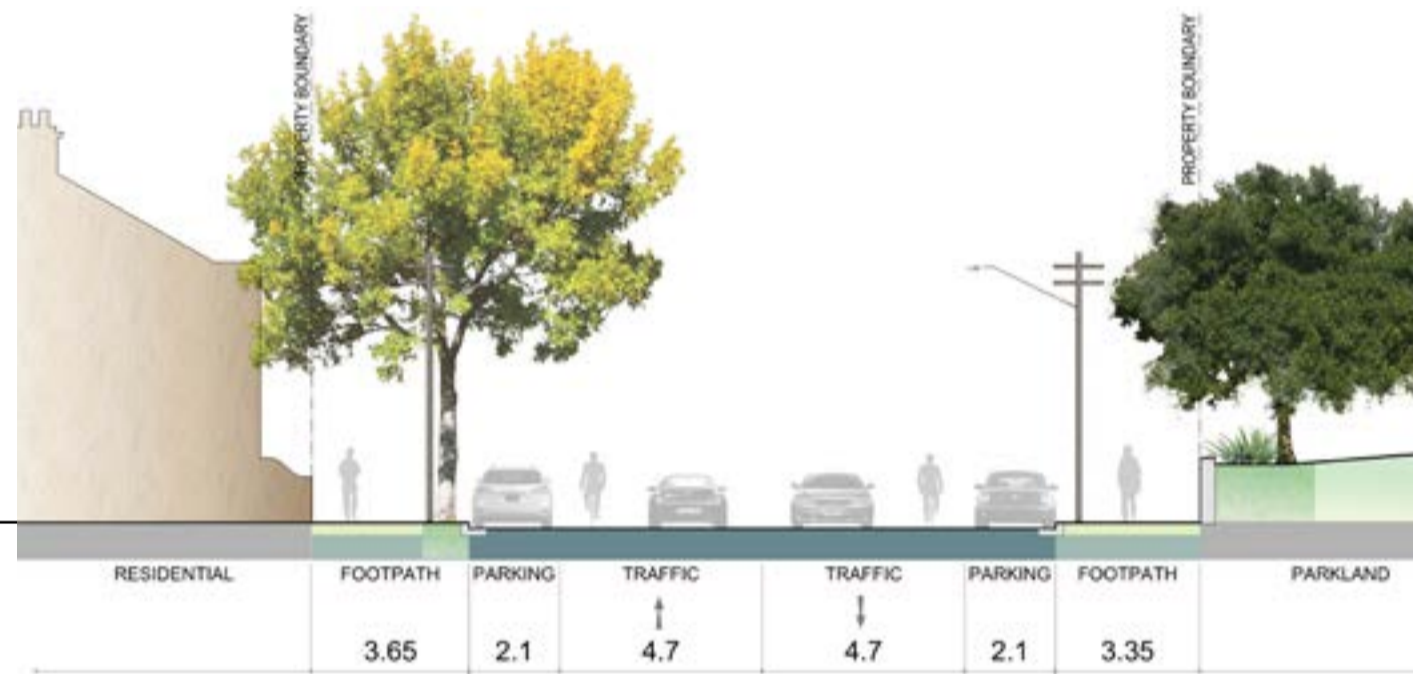 PROPERTY BOUNDARY
PROPERTY BOUNDARY
RESIDENTIAL FOOTPATH PARKING TRAFFIC TRAFFIC PARKING FOOTPATH PARKLAND
3.65 2.1 4.7 4.7 2.1 3.35